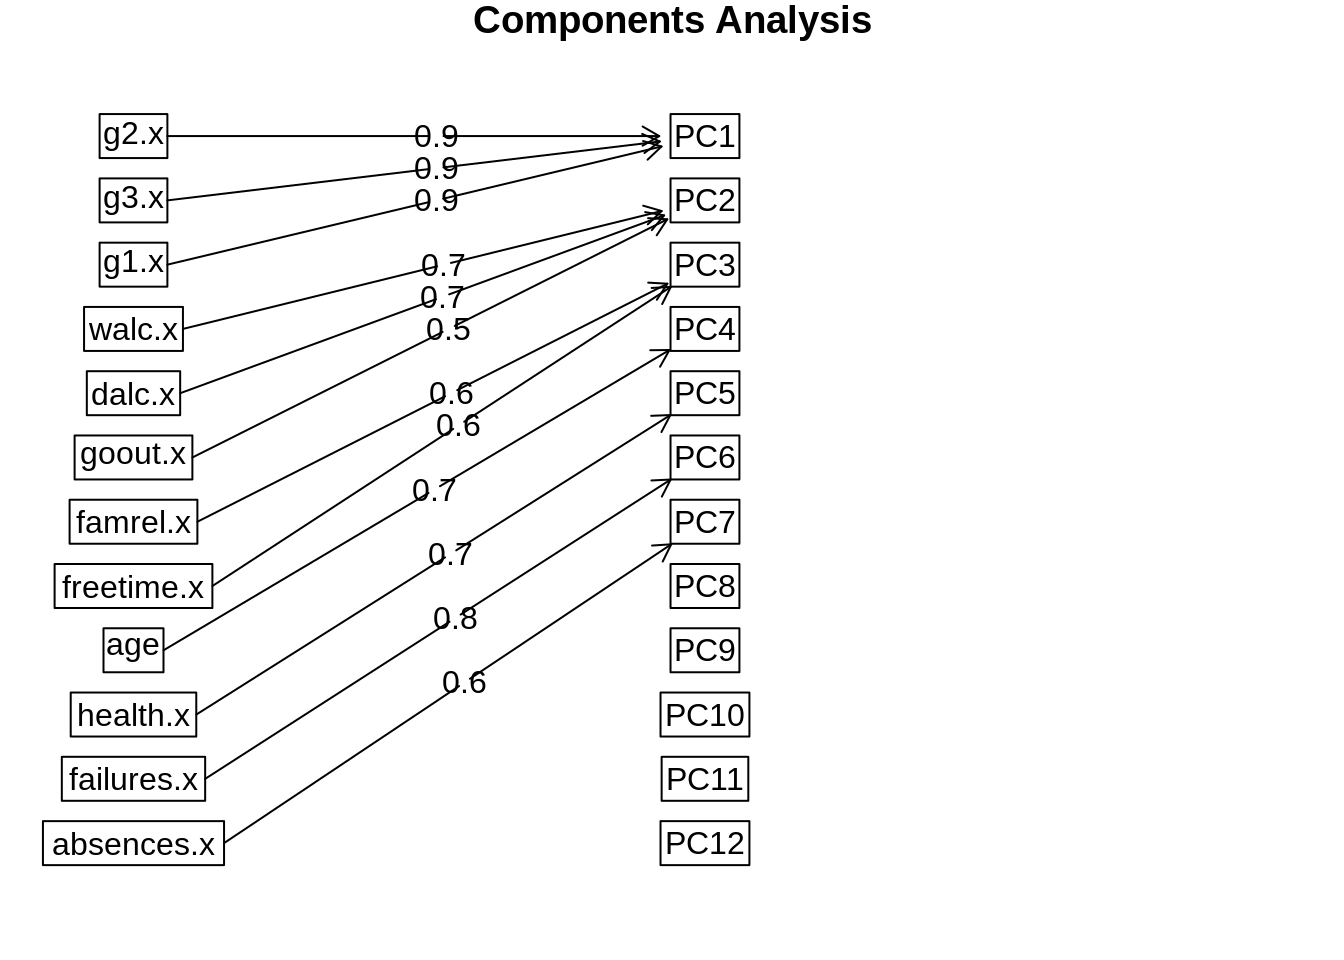 Components Analysis
g2.x 0.9 PC1
g3.x 0.9 PC2
g1.x 0.9 PC3
walc.x 0.7 PC4
dalc.x 0.7 PC5
goout.x 0.5 PC6
famrel.x 0.6 PC7
freetime.x 0.6 PC8
age 0.7 PC9
health.x 0.7 PC10
failures.x 0.8 PC11
absences.x 0.6 PC12